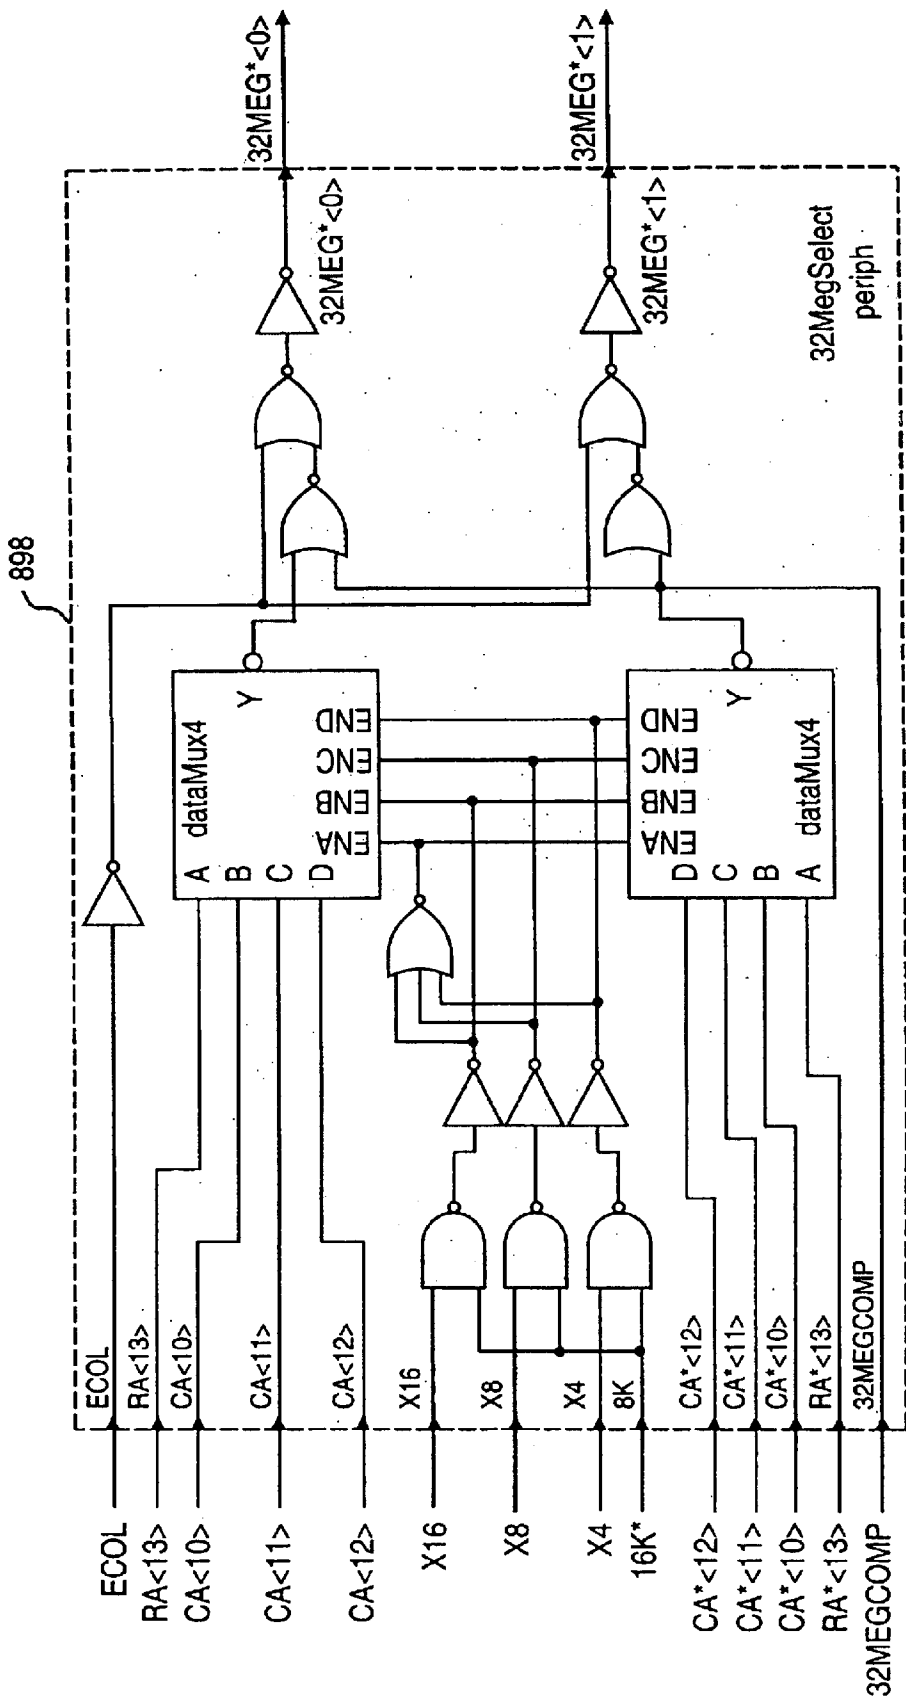 898
ECOL
RA<13>
CA<10>
CA<11>
CA<12>
X16
X8
X4
16K*
CA*<12>
CA*<11>
CA*<10>
RA*<13>
32MEGCOMP
ECOL
RA<13>
CA<10>
CA<11>
CA<12>
X16
X8
X4
8K
CA*<12>
CA*<11>
CA*<10>
RA*<13>
32MEGCOMP
A
B
C
D
dataMux4
Y
ENA
ENB
ENC
END
D
C
B
A
dataMux4
Y
ENA
ENB
ENC
END
32MEG*<0>
32MEG*<1>
32MegSelect
periph
32MEG*<0>
32MEG*<1>